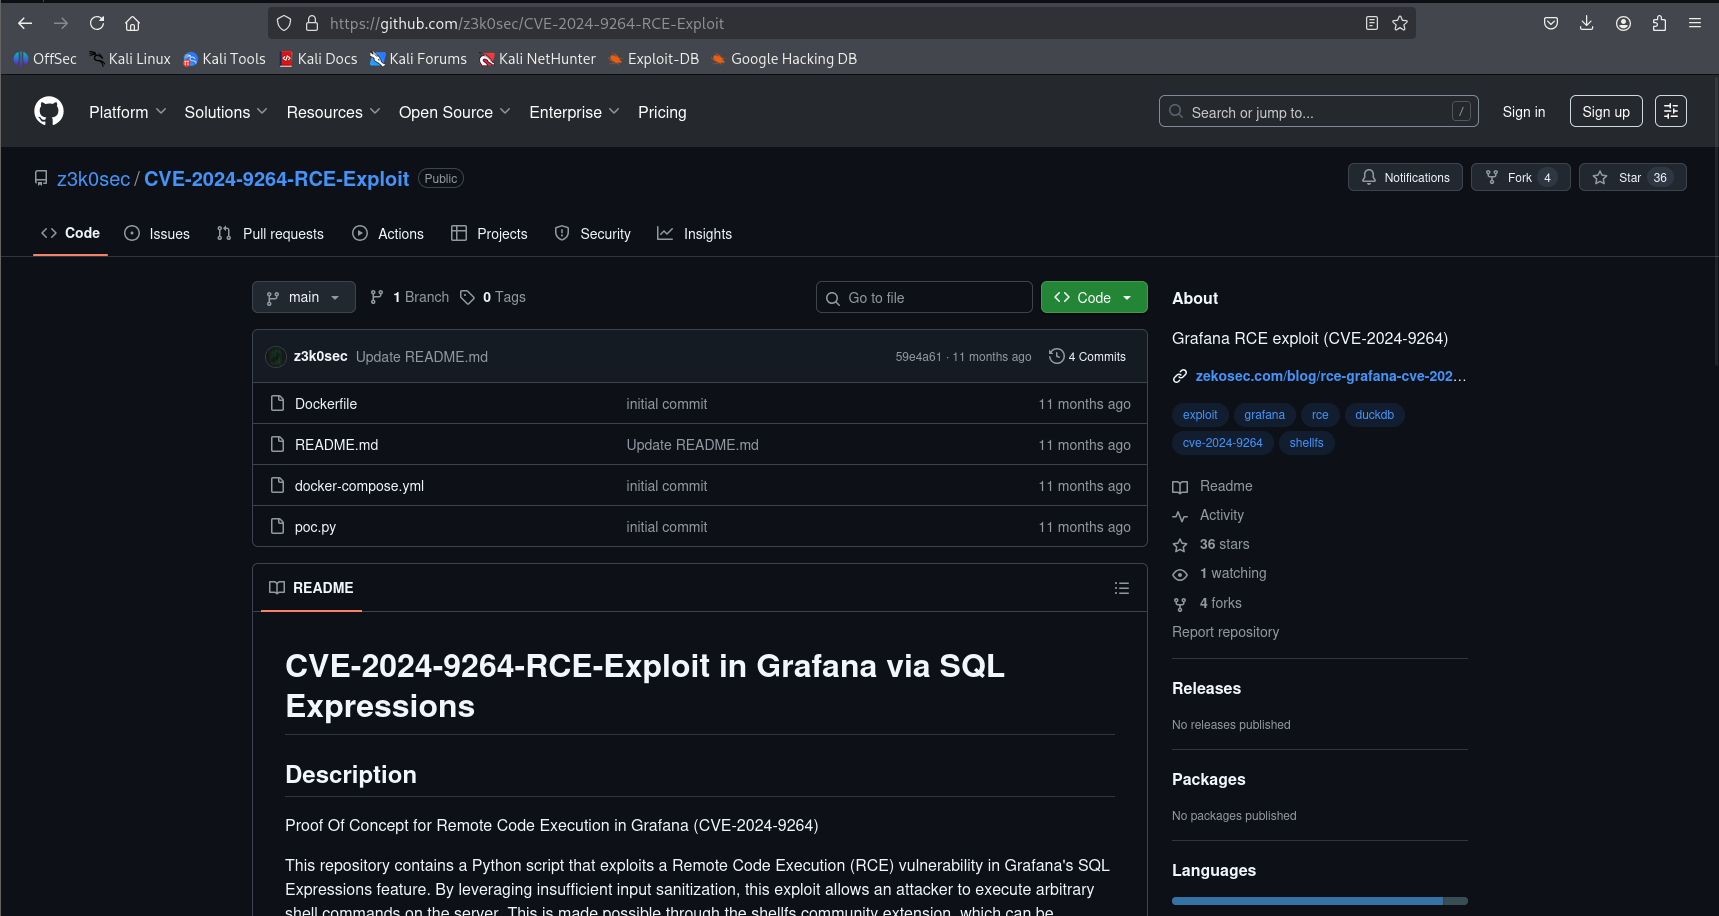 https://github.com/z3k0sec/CVE-2024-9264-RCE-Exploit
OffSec Kali Linux Kali Tools Kali Docs Kali Forums Kali NetHunter Exploit-DB Google Hacking DB
Platform Solutions Resources Open Source Enterprise Pricing Search or jump to... / Sign in Sign up
z3k0sec / CVE-2024-9264-RCE-Exploit Public Notifications Fork 4 Star 36
Code Issues Pull requests Actions Projects Security Insights
main 1 Branch 0 Tags Go to file Code
z3k0sec Update README.md 59e4a61 · 11 months ago 4 Commits
Dockerfile initial commit 11 months ago
README.md Update README.md 11 months ago
docker-compose.yml initial commit 11 months ago
poc.py initial commit 11 months ago
README
CVE-2024-9264-RCE-Exploit in Grafana via SQL
Expressions
Description
Proof Of Concept for Remote Code Execution in Grafana (CVE-2024-9264)
This repository contains a Python script that exploits a Remote Code Execution (RCE) vulnerability in Grafana's SQL
Expressions feature. By leveraging insufficient input sanitization, this exploit allows an attacker to execute arbitrary
shell commands on the server. This is made possible through the shellfs community extension, which can be
About
Grafana RCE exploit (CVE-2024-9264)
zekosec.com/blog/rce-grafana-cve-202...
exploit grafana rce duckdb
cve-2024-9264 shellfs
Readme
Activity
36 stars
1 watching
4 forks
Report repository
Releases
No releases published
Packages
No packages published
Languages